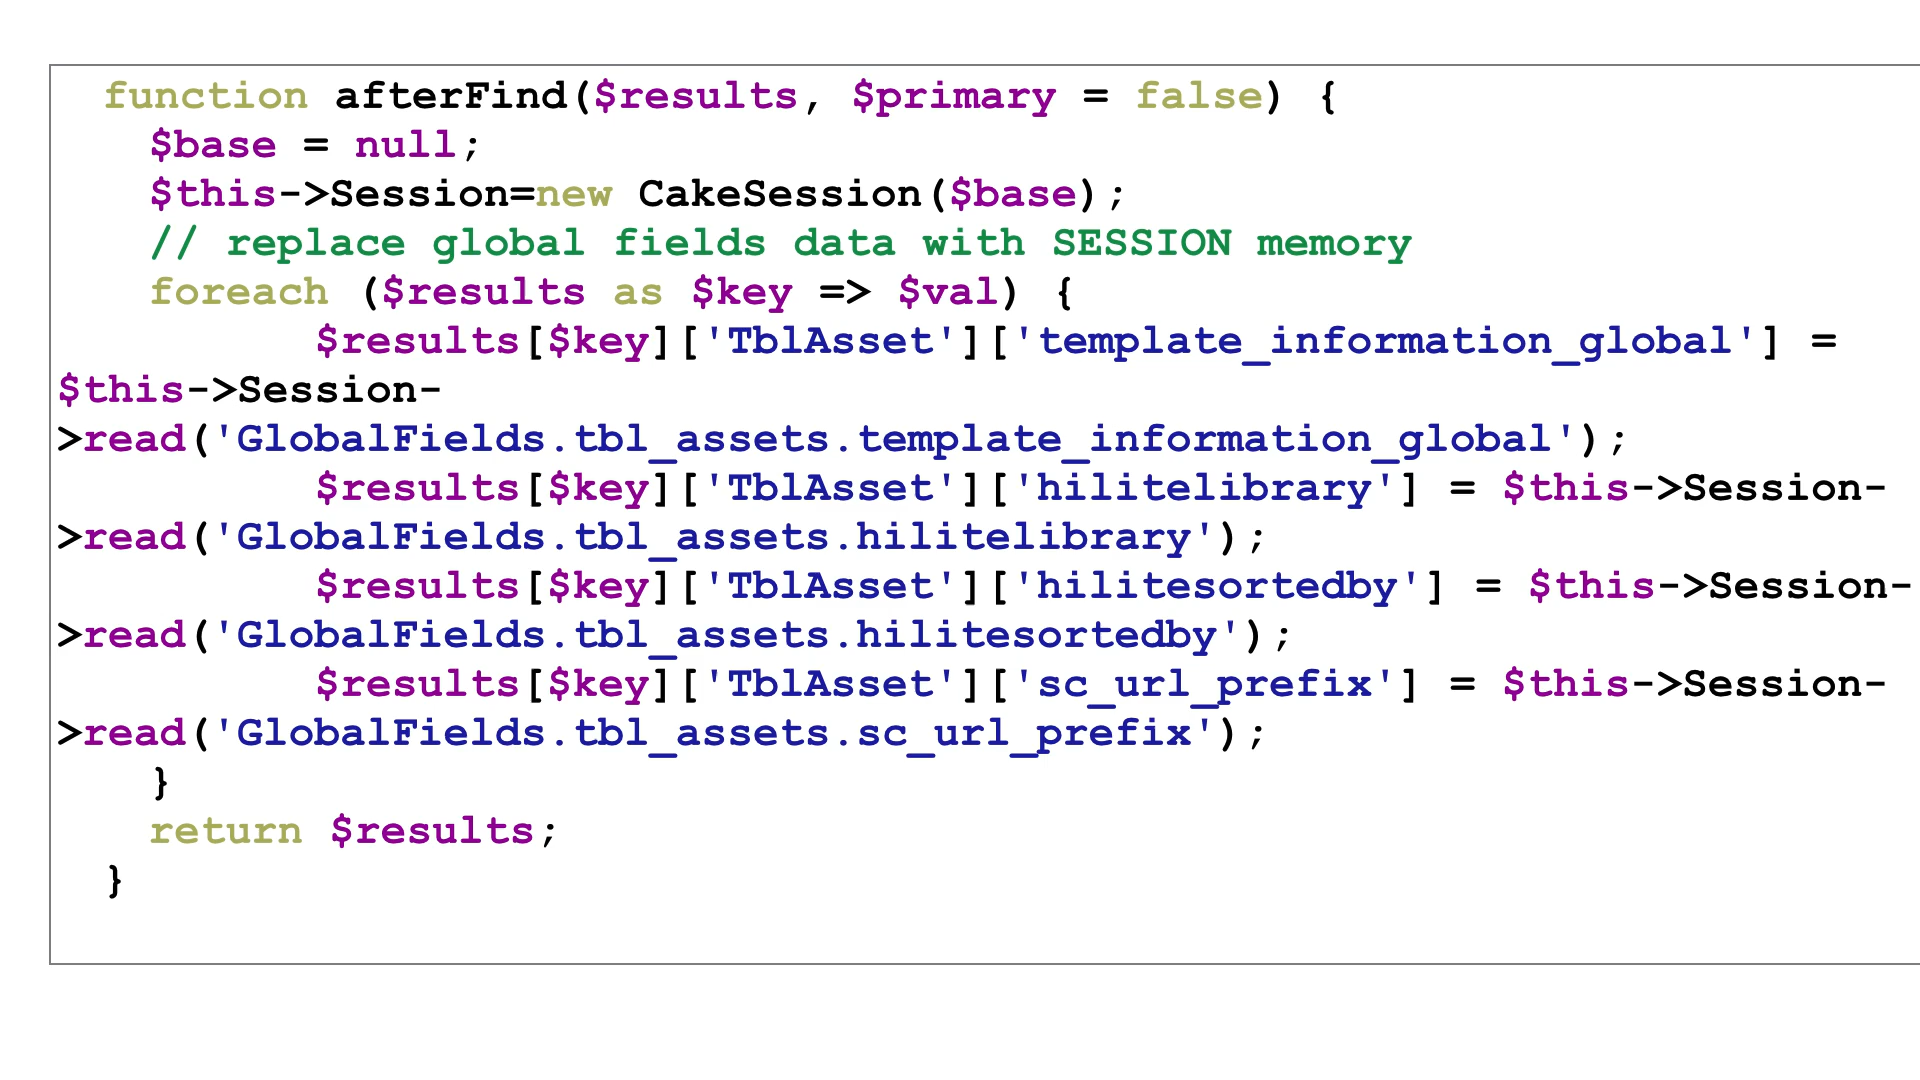 function afterFind($results, $primary = false) {
$base = null;
$this->Session=new CakeSession($base);
// replace global fields data with SESSION memory
foreach ($results as $key => $val) {
$results[$key]['TblAsset']['template_information_global'] =
$this->Session-
>read('GlobalFields.tbl_assets.template_information_global');
$results[$key]['TblAsset']['hilitelibrary'] = $this->Session-
>read('GlobalFields.tbl_assets.hilitelibrary');
$results[$key]['TblAsset']['hilitesortedby'] = $this->Session-
>read('GlobalFields.tbl_assets.hilitesortedby');
$results[$key]['TblAsset']['sc_url_prefix'] = $this->Session-
>read('GlobalFields.tbl_assets.sc_url_prefix');
}
return $results;
}